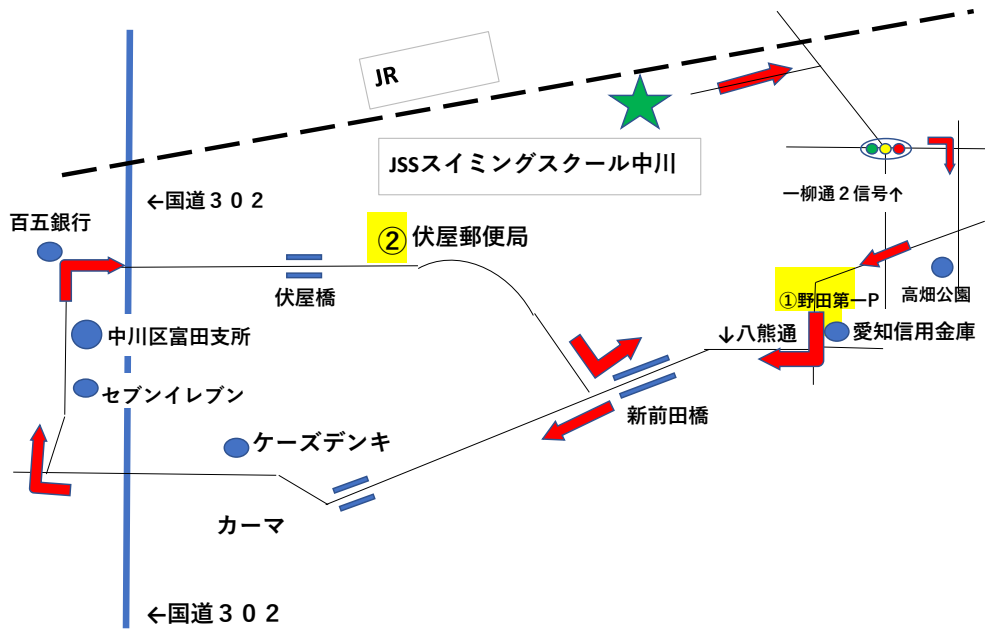 JR
JSSスイミングスクール中川
←国道３０２
一柳通２信号↑
百五銀行
②伏屋郵便局
伏屋橋
高畑公園
①野田第一P
中川区富田支所
↓八熊通
愛知信用金庫
セブンイレブン
新前田橋
ケーズデンキ
カーマ
←国道３０２